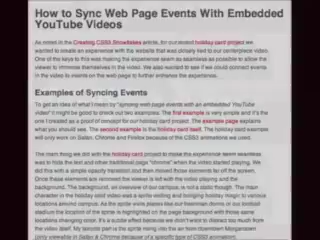 How to Sync Web Page Events With Embedded
YouTube Videos
As noted in the Creating CSS3 Snowflakes article, for our recent holiday card project we
wanted to create an experience with the website that was closely tied to our centerpiece video.
One of the keys to this was making the experience seem as seamless as possible to allow the
viewer to immerse themselves in the video. We also wanted to see if we could connect events
in the video to events on the web page to further enhance the experience.
Examples of Syncing Events
To get an idea of what I mean by "syncing web page events with an embedded YouTube
video" it might be good to check out two examples. The first example is very simple and it's the
one I created as a proof of concept for our holiday card project. The example page explains
what you should see. The second example is the holiday card itself. The holiday card example
will only work on Safari, Chrome and Firefox because of the CSS3 animations we used.
The main thing we did with the holiday card project to make the experience seem seamless
was to hide the text and other additional page "chrome" when the video started playing. We
did this with a simple opacity transition and then moved those elements far off the screen.
Once those elements are removed the viewer is left with the video playing and the
background. The background, an overview of our campus, is not a static though. The main
character in the holiday card video was a sprite visiting and bringing holiday magic to various
locations around campus. As the sprite visits places like our freshman dorms or our football
stadium the location of the sprite is highlighted on the page background with those same
locations changing color. It's a subtle effect because we didn't want to distract too much from
the video itself. My favorite part is the sprite rising into the air from downtown Morgantown
(only viewable in Safari & Chrome because of a specific type of CSS3 animation)